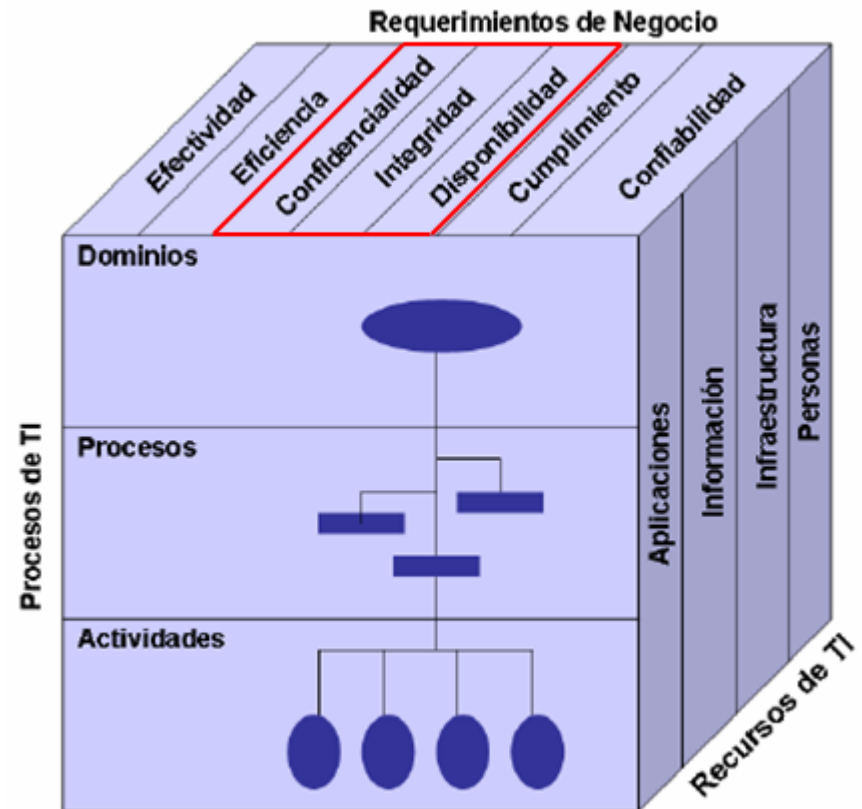 Requerimientos de Negocio
Efectividad
Eficiencia
Confidencialidad
Integridad
Disponibilidad
Cumplimiento
Confiabilidad
Dominios
Procesos
Actividades
Procesos de TI
Aplicaciones
Información
Infraestructura
Personas
Recursos de TI